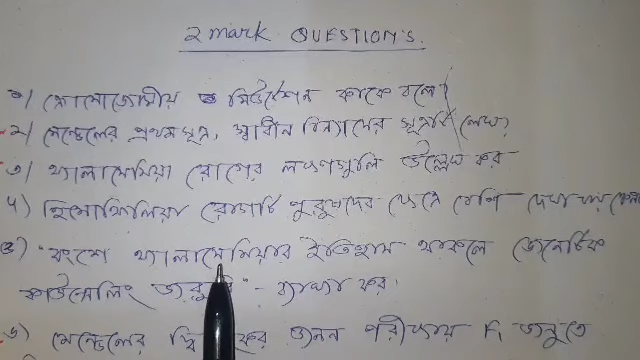 2 mark QUESTION'S.
১) ক্রোমোজোমীয় মিউটেশন কাকে বলে?
২) মেন্ডেলের প্রথম সূত্র, স্বাধীন বিন্যাসের সূত্রটি লেখ?
৩) থ্যালাসেমিয়া রোগের লক্ষণগুলি উল্লেখ কর
৪) হিমোফিলিয়া রোগটি পুরুষদের ক্ষেত্রে বেশি দেখা যায় কেন
৫) "বংশে থ্যালাসেমিয়ার ইতিহাস থাকলে জেনেটিক
কাউন্সেলিং জরুরি" - ব্যাখ্যা কর।
৬) মেন্ডেলের জনন পরীক্ষায় F₁ জনুতে